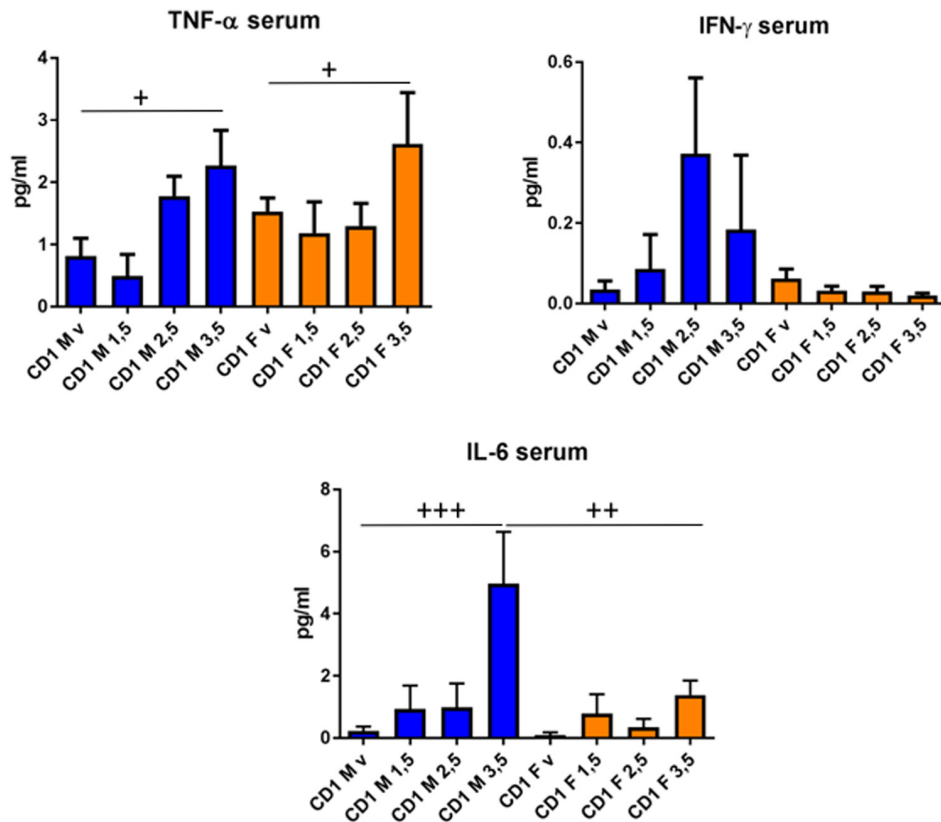 TNF-α serum
pg/ml
4
3
2
1
0
+
+
CD1 M v
CD1 M 1,5
CD1 M 2,5
CD1 M 3,5
CD1 F v
CD1 F 1,5
CD1 F 2,5
CD1 F 3,5
IFN-γ serum
pg/ml
0.6
0.4
0.2
0.0
CD1 M v
CD1 M 1,5
CD1 M 2,5
CD1 M 3,5
CD1 F v
CD1 F 1,5
CD1 F 2,5
CD1 F 3,5
IL-6 serum
pg/ml
8
6
4
2
0
+++
++
CD1 M v
CD1 M 1,5
CD1 M 2,5
CD1 M 3,5
CD1 F v
CD1 F 1,5
CD1 F 2,5
CD1 F 3,5